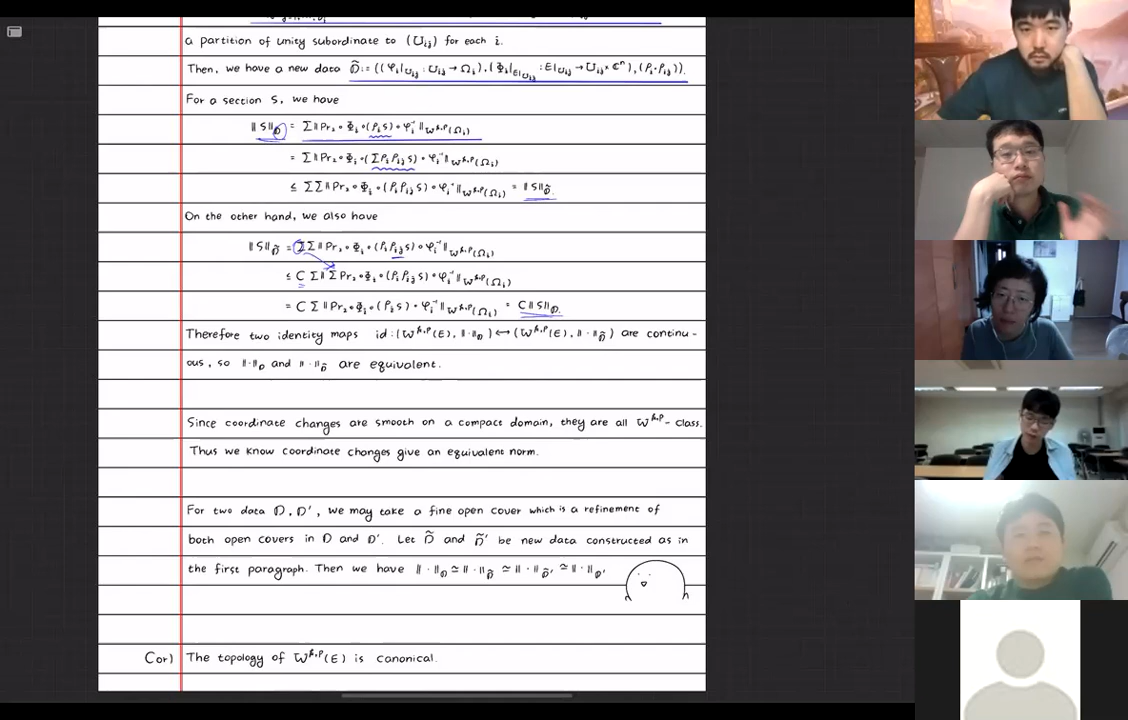 a partition of unity subordinate to (U_ij) for each i.
Then, we have a new data D̃ := ((φ_i|_{U_ij} : U_ij → Ω_i), (Φ_i|_{E|U_ij} : E|_{U_ij} → U_ij × ℂⁿ), (ρ_i · ρ_ij)).
For a section S, we have
‖S‖_D = Σ‖Pr₂ ∘ Φ_i ∘ (ρ_i s) ∘ φ_i⁻¹‖_{W^{k,p}(Ω_i)}
= Σ‖Pr₂ ∘ Φ_i ∘ (Σρ_i ρ_ij s) ∘ φ_i⁻¹‖_{W^{k,p}(Ω_i)}
≤ ΣΣ‖Pr₂ ∘ Φ_i ∘ (ρ_i ρ_ij s) ∘ φ_i⁻¹‖_{W^{k,p}(Ω_i)} = ‖S‖_D̃.
On the other hand, we also have
‖S‖_D̃ = ΣΣ‖Pr₂ ∘ Φ_i ∘ (ρ_i ρ_ij s) ∘ φ_i⁻¹‖_{W^{k,p}(Ω_i)}
≤ C Σ‖Σ Pr₂ ∘ Φ_i ∘ (ρ_i ρ_ij s) ∘ φ_i⁻¹‖_{W^{k,p}(Ω_i)}
= C Σ‖Pr₂ ∘ Φ_i ∘ (ρ_i s) ∘ φ_i⁻¹‖_{W^{k,p}(Ω_i)} = C‖S‖_D.
Therefore two identity maps id : (W^{k,p}(E), ‖·‖_D) ↔ (W^{k,p}(E), ‖·‖_D̃) are continu-
ous, so ‖·‖_D and ‖·‖_D̃ are equivalent.
Since coordinate changes are smooth on a compact domain, they are all W^{k,p}-class.
Thus we know coordinate changes give an equivalent norm.
For two data D, D', we may take a fine open cover which is a refinement of
both open covers in D and D'. Let D̃ and D̃' be new data constructed as in
the first paragraph. Then we have ‖·‖_D ≃ ‖·‖_D̃ ≃ ‖·‖_D̃' ≃ ‖·‖_D'
Cor) The topology of W^{k,p}(E) is canonical.